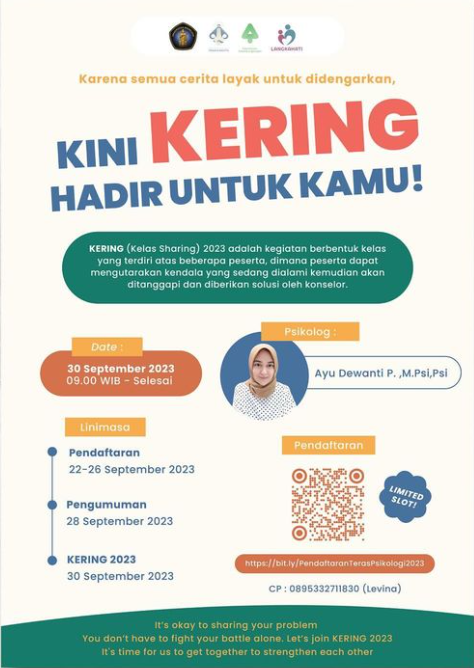 LINGKARHATI
Karena semua cerita layak untuk didengarkan,
KINI KERING
HADIR UNTUK KAMU!
KERING (Kelas Sharing) 2023 adalah kegiatan berbentuk kelas
yang terdiri atas beberapa peserta, dimana peserta dapat
mengutarakan kendala yang sedang dialami kemudian akan
ditanggapi dan diberikan solusi oleh konselor.
Date :
30 September 2023
09.00 WIB - Selesai
Psikolog :
Ayu Dewanti P. ,M.Psi,Psi
Linimasa
Pendaftaran
22-26 September 2023
Pengumuman
28 September 2023
KERING 2023
30 September 2023
Pendaftaran
LIMITED
SLOT!
https://bit.ly/PendaftaranTerasPsikologi2023
CP : 0895332711830 (Levina)
It's okay to sharing your problem
You don't have to fight your battle alone. Let's join KERING 2023
It's time for us to get together to strengthen each other